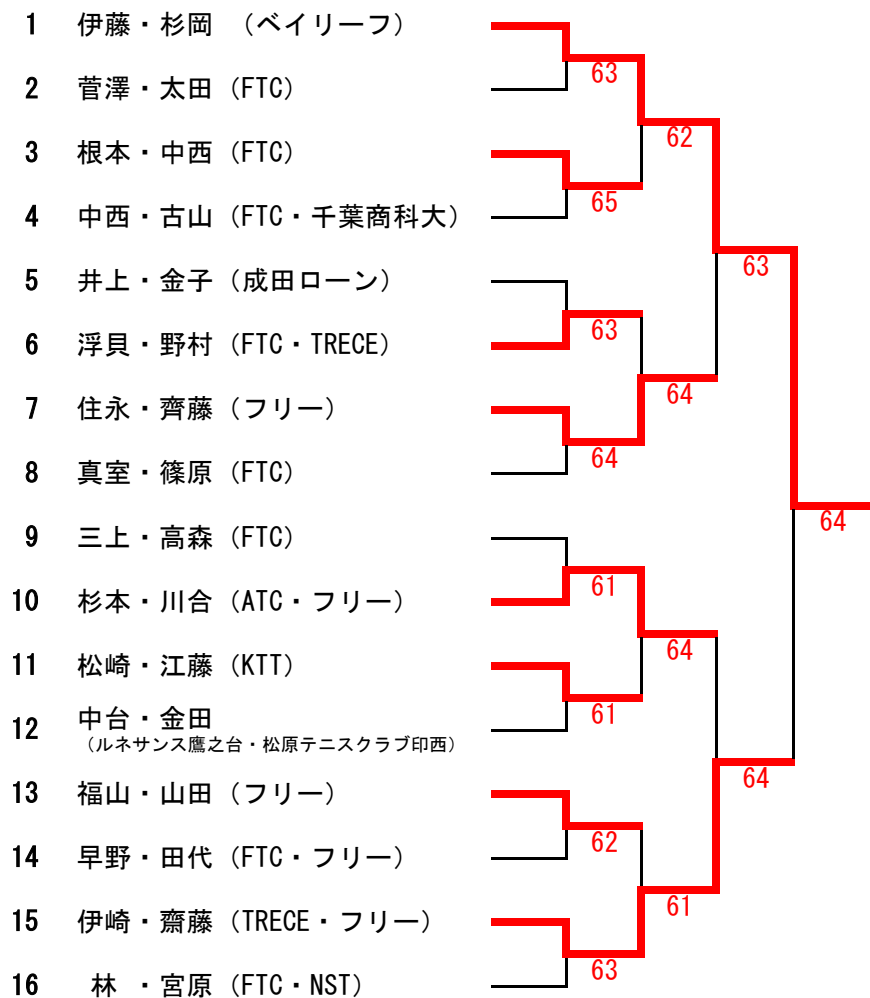 1 伊藤・杉岡 （ベイリーフ）
63
2 菅澤・太田（FTC）
62
3 根本・中西（FTC）
65
4 中西・古山（FTC・千葉商科大）
63
5 井上・金子（成田ローン）
63
6 浮貝・野村（FTC・TRECE）
64
7 住永・齊藤（フリー）
64
8 真室・篠原（FTC）
64
9 三上・高森（FTC）
61
10 杉本・川合（ATC・フリー）
64
11 松崎・江藤（KTT）
61
12 中台・金田
（ルネサンス鷹之台・松原テニスクラブ印西）
64
13 福山・山田（フリー）
62
14 早野・田代（FTC・フリー）
61
15 伊崎・齋藤（TRECE・フリー）
63
16 林 ・宮原（FTC・NST）